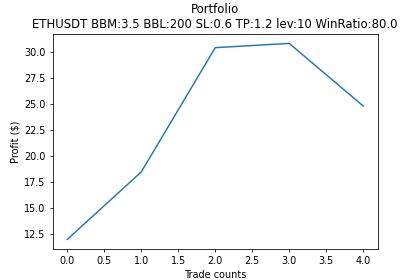 Portfolio
ETHUSDT BBM:3.5 BBL:200 SL:0.6 TP:1.2 lev:10 WinRatio:80.0
30.0
27.5
25.0
22.5
20.0
17.5
15.0
12.5
Profit ($)
0.0 0.5 1.0 1.5 2.0 2.5 3.0 3.5 4.0
Trade counts